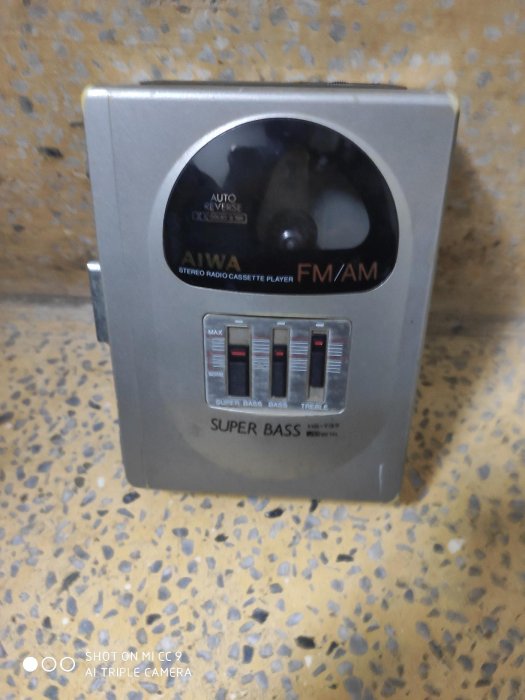 AUTO
REVERSE
AIWA
STEREO RADIO CASSETTE PLAYER
FM/AM
MAX
SUPER BASS BASS TREBLE
SUPER BASS
SHOT ON MI CC 9
AI TRIPLE CAMERA